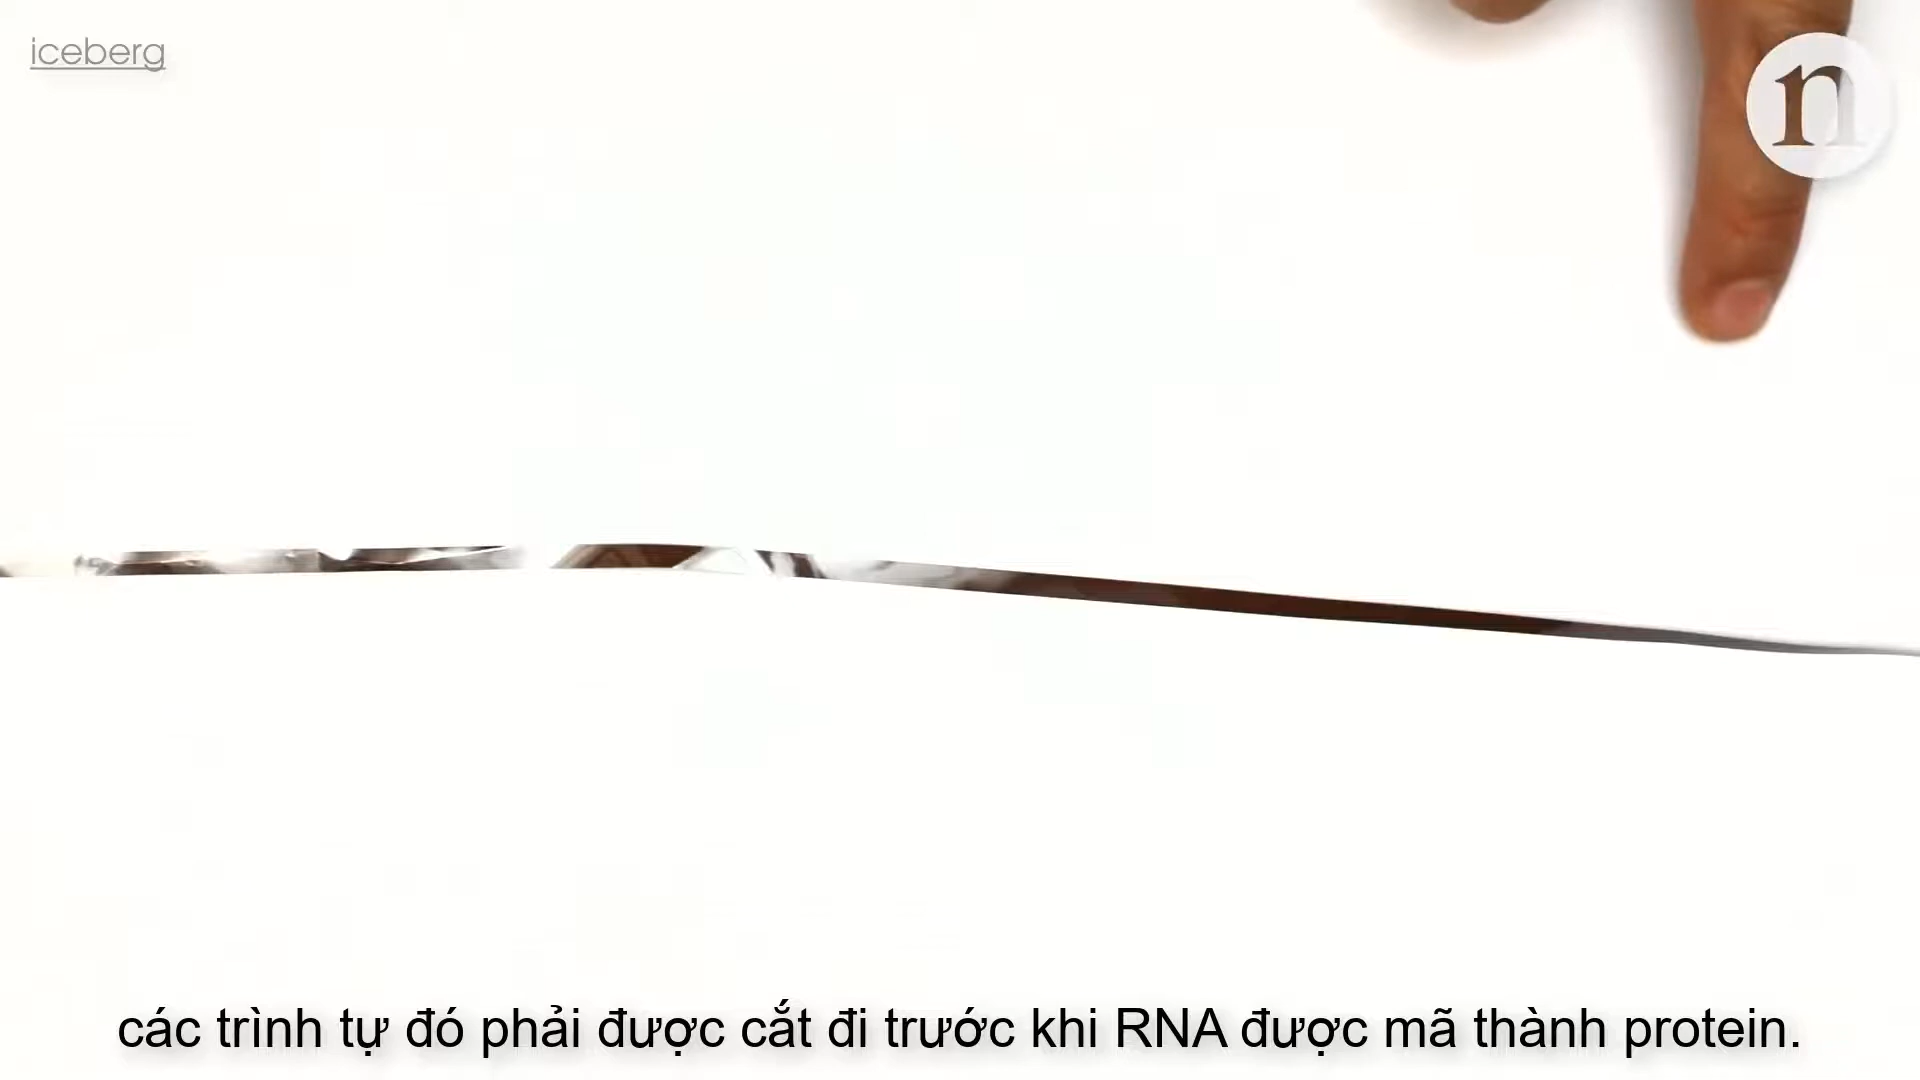 iceberg
n
các trình tự đó phải được cắt đi trước khi RNA được mã thành protein.